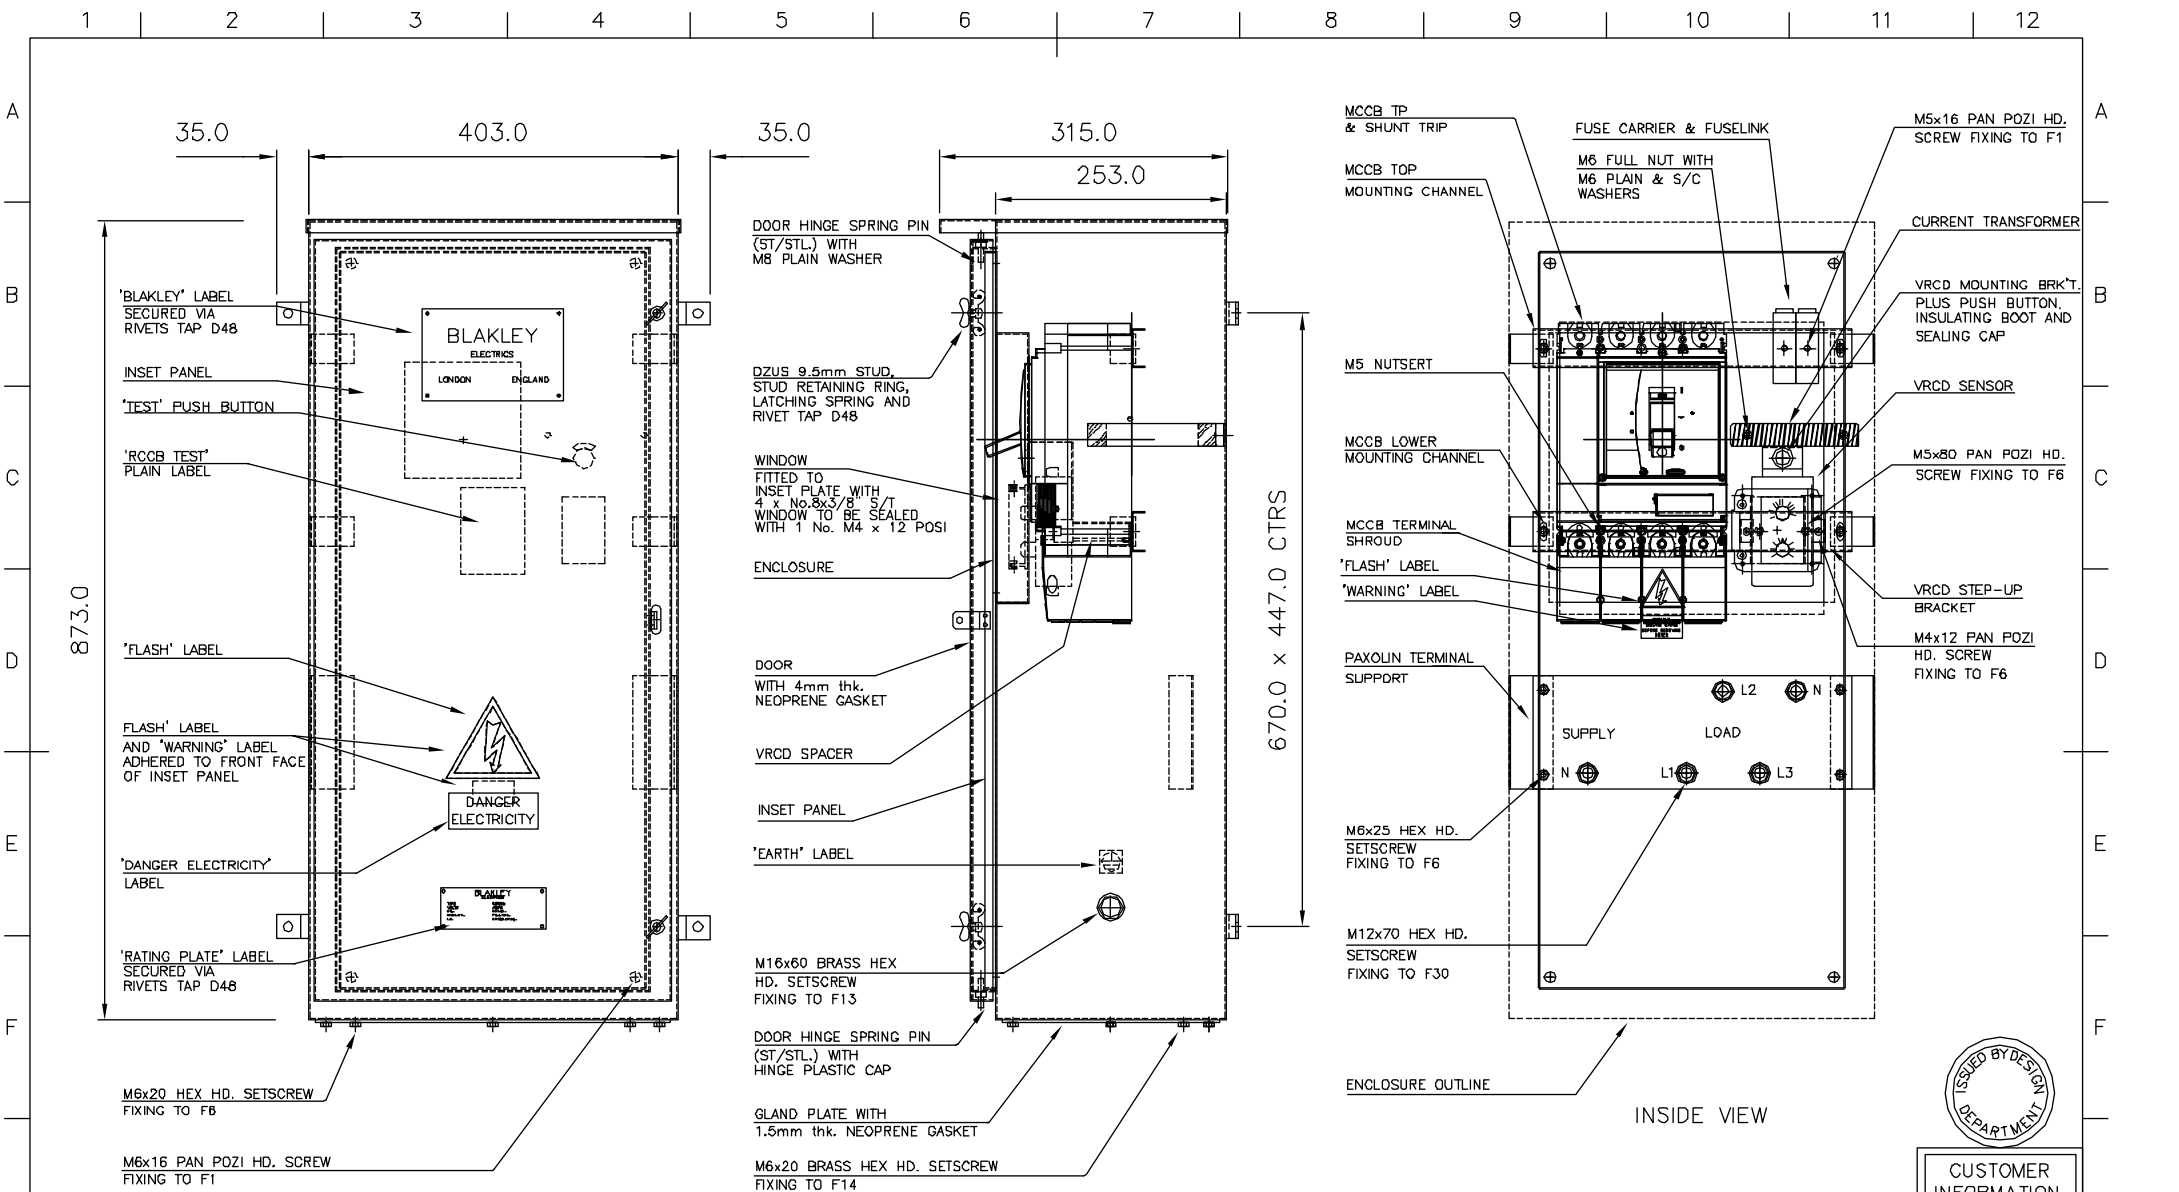 1 2 3 4 5 6 7 8 9 10 11 12
A
B
C
D
E
F
A
B
C
D
E
F
35.0
403.0
35.0
873.0
'BLAKLEY' LABEL
SECURED VIA
RIVETS TAP D48
INSET PANEL
'TEST' PUSH BUTTON
'RCCB TEST'
PLAIN LABEL
'FLASH' LABEL
FLASH' LABEL
AND 'WARNING' LABEL
ADHERED TO FRONT FACE
OF INSET PANEL
'DANGER ELECTRICITY'
LABEL
'RATING PLATE' LABEL
SECURED VIA
RIVETS TAP D48
M6x20 HEX HD. SETSCREW
FIXING TO F6
M6x16 PAN POZI HD. SCREW
FIXING TO F1
BLAKLEY
ELECTRICS
LONDON ENGLAND
DANGER
ELECTRICITY
BLAKLEY
315.0
253.0
670.0 x 447.0 CTRS
DOOR HINGE SPRING PIN
(ST/STL.) WITH
M8 PLAIN WASHER
DZUS 9.5mm STUD,
STUD RETAINING RING,
LATCHING SPRING AND
RIVET TAP D48
WINDOW
FITTED TO
INSET PLATE WITH
4 x No.8x3/8" S/T
WINDOW TO BE SEALED
WITH 1 No. M4 x 12 POSI
ENCLOSURE
DOOR
WITH 4mm thk.
NEOPRENE GASKET
VRCD SPACER
INSET PANEL
'EARTH' LABEL
M16x60 BRASS HEX
HD. SETSCREW
FIXING TO F13
DOOR HINGE SPRING PIN
(ST/STL.) WITH
HINGE PLASTIC CAP
GLAND PLATE WITH
1.5mm thk. NEOPRENE GASKET
M6x20 BRASS HEX HD. SETSCREW
FIXING TO F14
MCCB TP
& SHUNT TRIP
MCCB TOP
MOUNTING CHANNEL
M5 NUTSERT
MCCB LOWER
MOUNTING CHANNEL
MCCB TERMINAL
SHROUD
'FLASH' LABEL
'WARNING' LABEL
PAXOLIN TERMINAL
SUPPORT
M6x25 HEX HD.
SETSCREW
FIXING TO F6
M12x70 HEX HD.
SETSCREW
FIXING TO F30
ENCLOSURE OUTLINE
FUSE CARRIER & FUSELINK
M6 FULL NUT WITH
M6 PLAIN & S/C
WASHERS
M5x16 PAN POZI HD.
SCREW FIXING TO F1
CURRENT TRANSFORMER
VRCD MOUNTING BRK'T.
PLUS PUSH BUTTON,
INSULATING BOOT AND
SEALING CAP
VRCD SENSOR
M5x80 PAN POZI HD.
SCREW FIXING TO F6
VRCD STEP-UP
BRACKET
M4x12 PAN POZI
HD. SCREW
FIXING TO F6
L2 N
SUPPLY LOAD
N L1 L3
INSIDE VIEW
ISSUED BY DESIGN
DEPARTMENT
CUSTOMER
INFORMATION